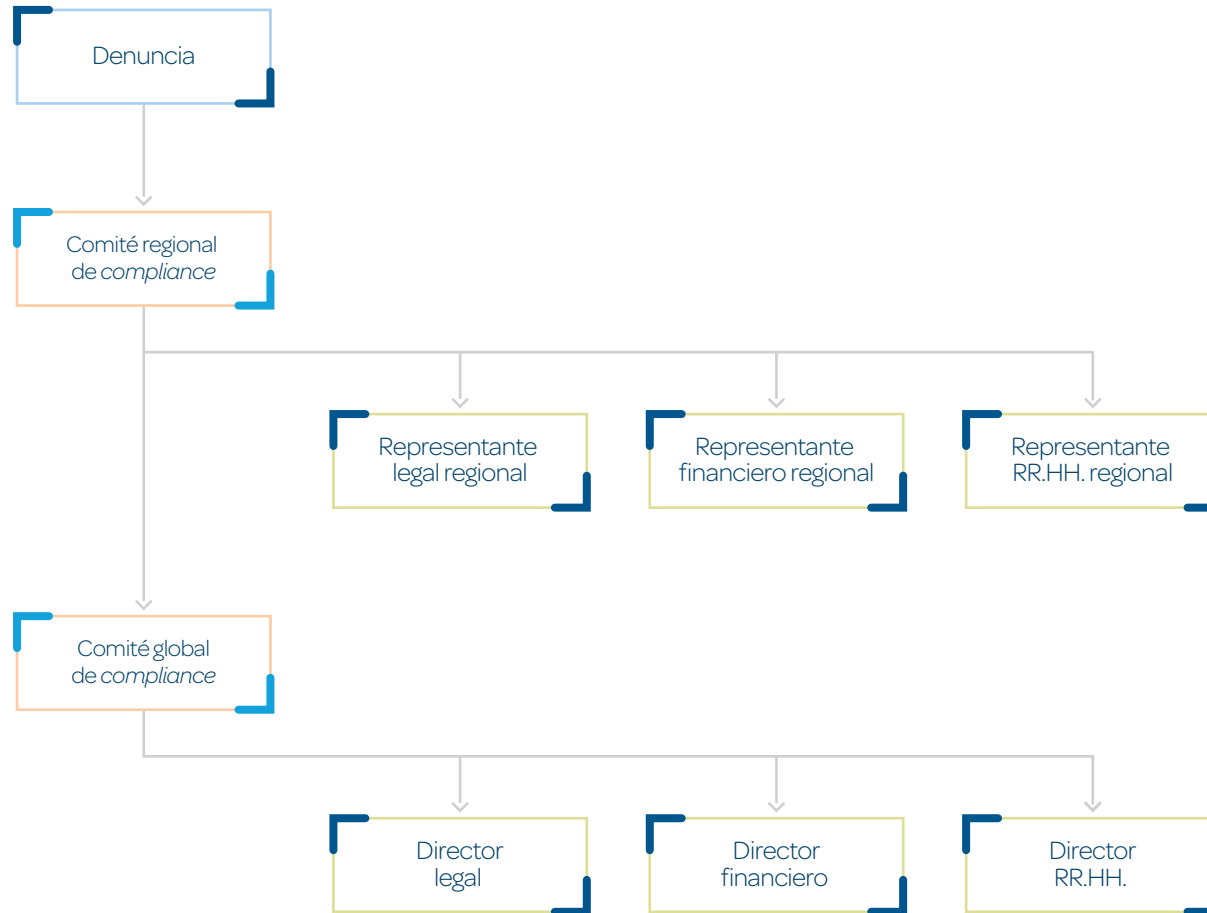 Denuncia
Comité regional
de compliance
Representante
legal regional
Representante
financiero regional
Representante
RR.HH. regional
Comité global
de compliance
Director
legal
Director
financiero
Director
RR.HH.